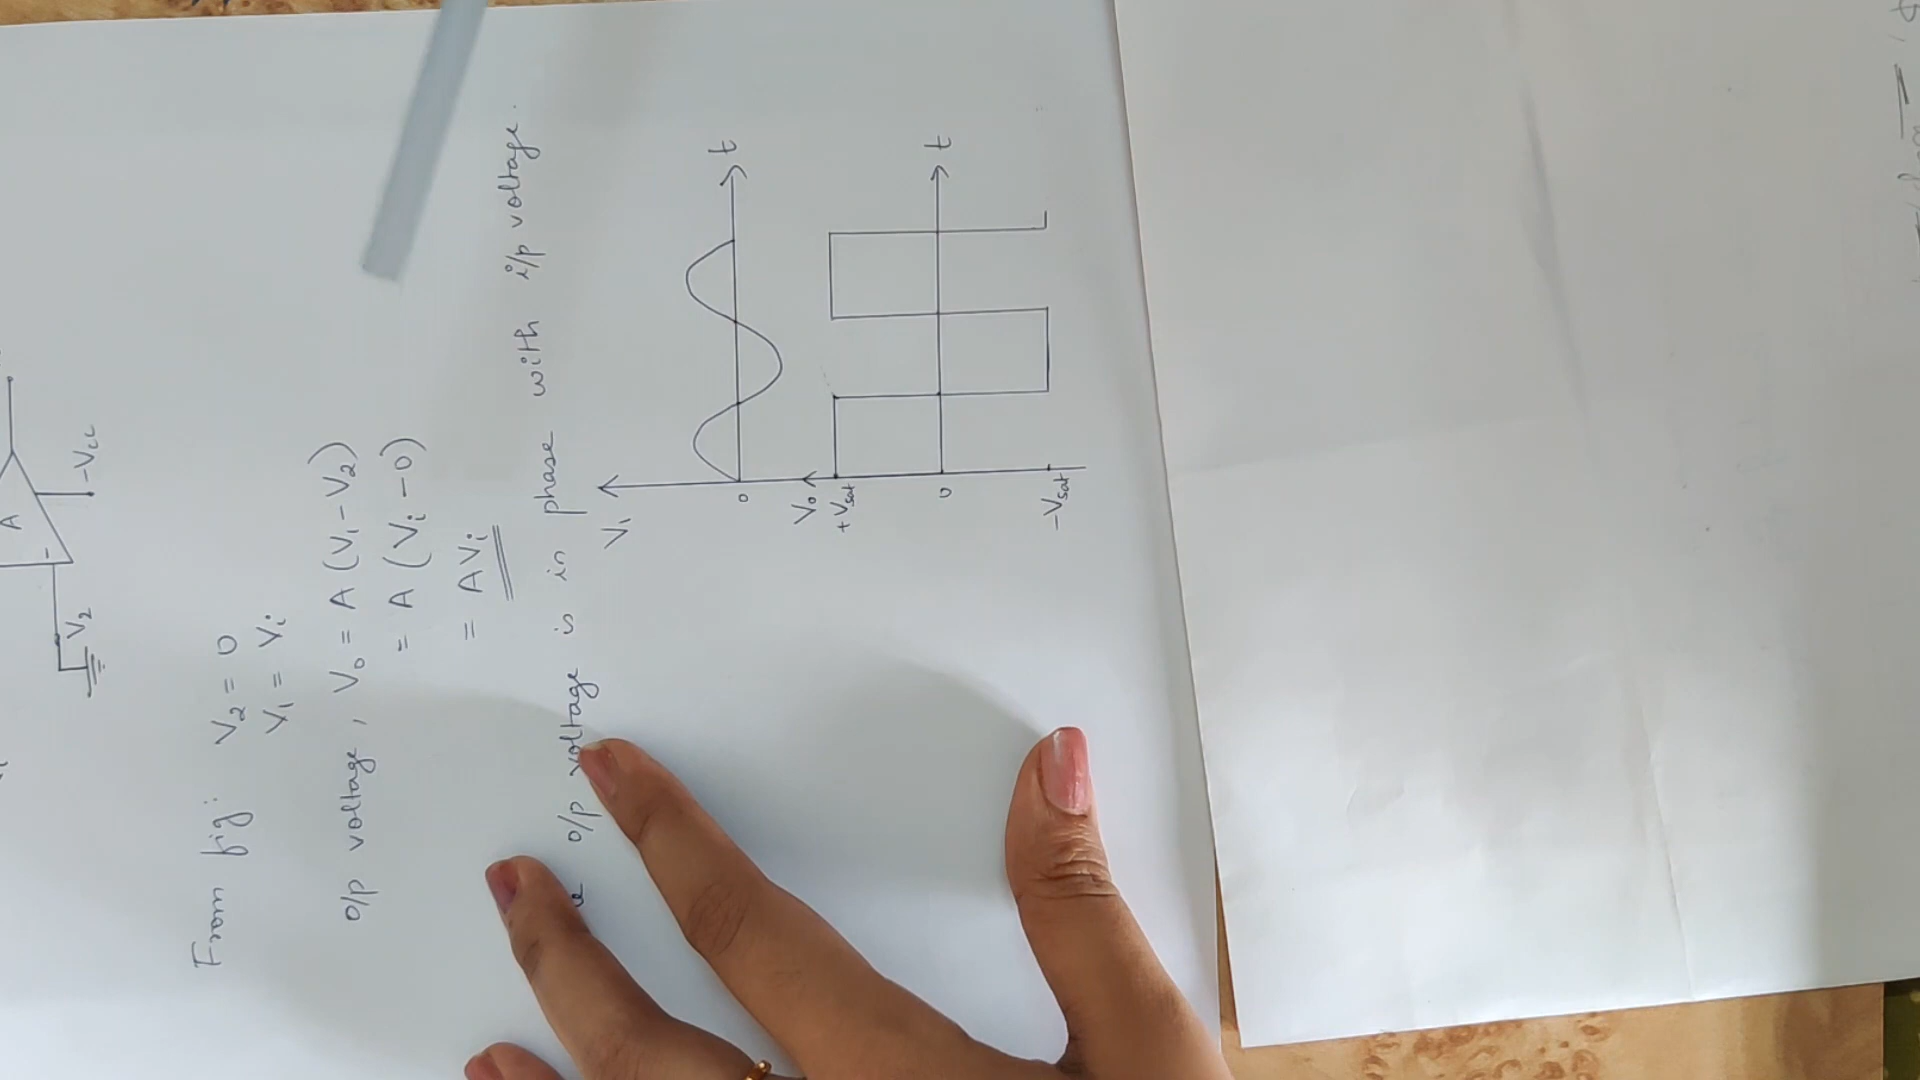 A
-
-Vcc
V2
From fig: V2 = 0
V1 = Vi
o/p voltage, Vo = A (V1 - V2)
= A (Vi - 0)
= AVi
o/p voltage is in phase with i/p voltage.
V1
0
t
Vo
+Vsat
0
t
-Vsat